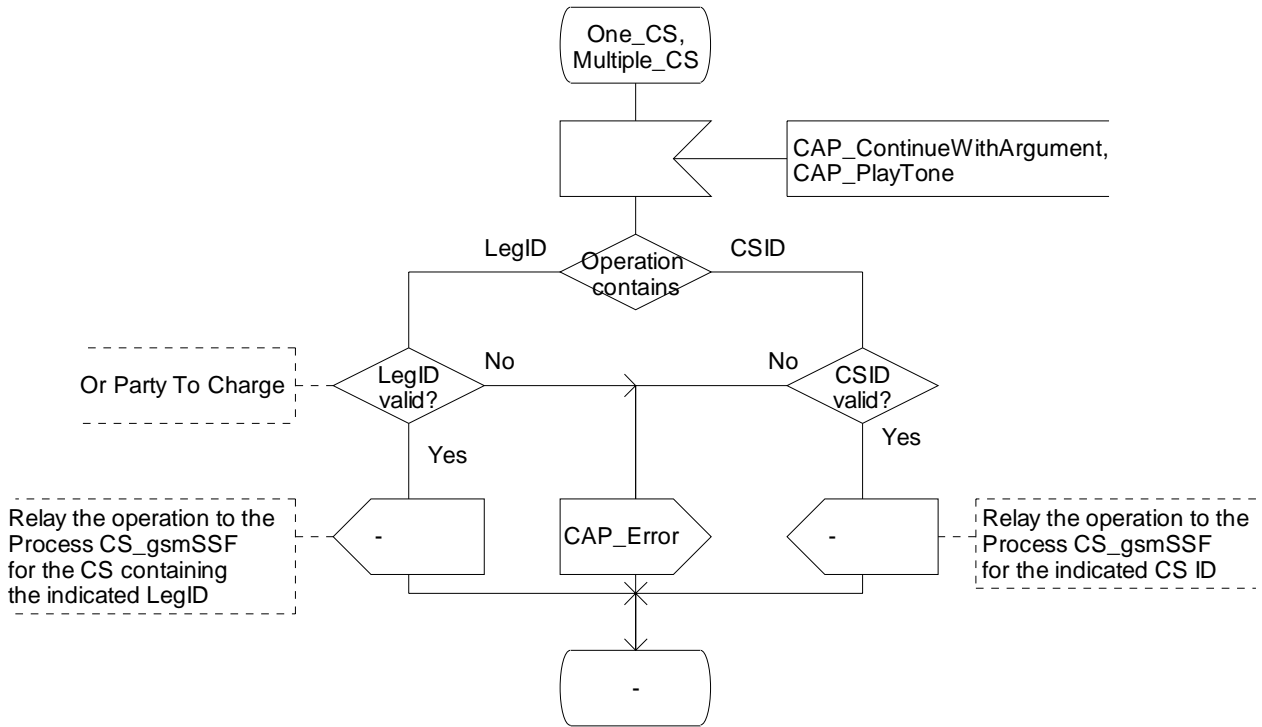 One_CS,
Multiple_CS
CAP_ContinueWithArgument,
CAP_PlayTone
LegID
Operation
contains
CSID
Or Party To Charge
LegID
valid?
No
No
CSID
valid?
Yes
Yes
Relay the operation to the
Process CS_gsmSSF
for the CS containing
the indicated LegID
-
CAP_Error
-
Relay the operation to the
Process CS_gsmSSF
for the indicated CS ID
-